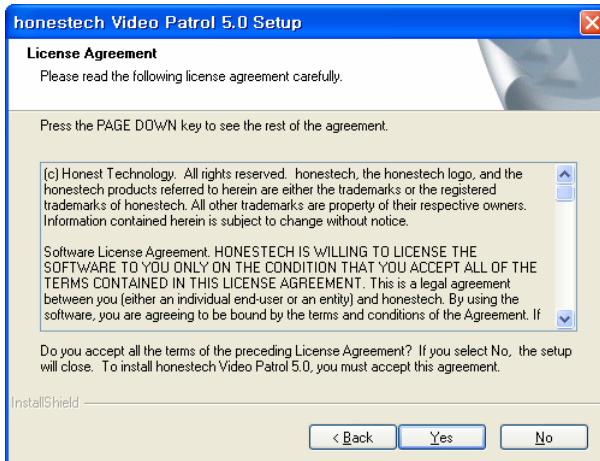 honestech Video Patrol 5.0 Setup
License Agreement
Please read the following license agreement carefully.
Press the PAGE DOWN key to see the rest of the agreement.
(c) Honest Technology.  All rights reserved.  honestech, the honestech logo, and the
honestech products referred to herein are either the trademarks or the registered
trademarks of honestech. All other trademarks are property of their respective owners.
Information contained herein is subject to change without notice.
Software License Agreement. HONESTECH IS WILLING TO LICENSE THE
SOFTWARE TO YOU ONLY ON THE CONDITION THAT YOU ACCEPT ALL OF THE
TERMS CONTAINED IN THIS LICENSE AGREEMENT. This is a legal agreement
between you (either an individual end-user or an entity) and honestech. By using the
software, you are agreeing to be bound by the terms and conditions of the Agreement. If
Do you accept all the terms of the preceding License Agreement?  If you select No,  the setup
will close.  To install honestech Video Patrol 5.0, you must accept this agreement.
InstallShield
< Back
Yes
No